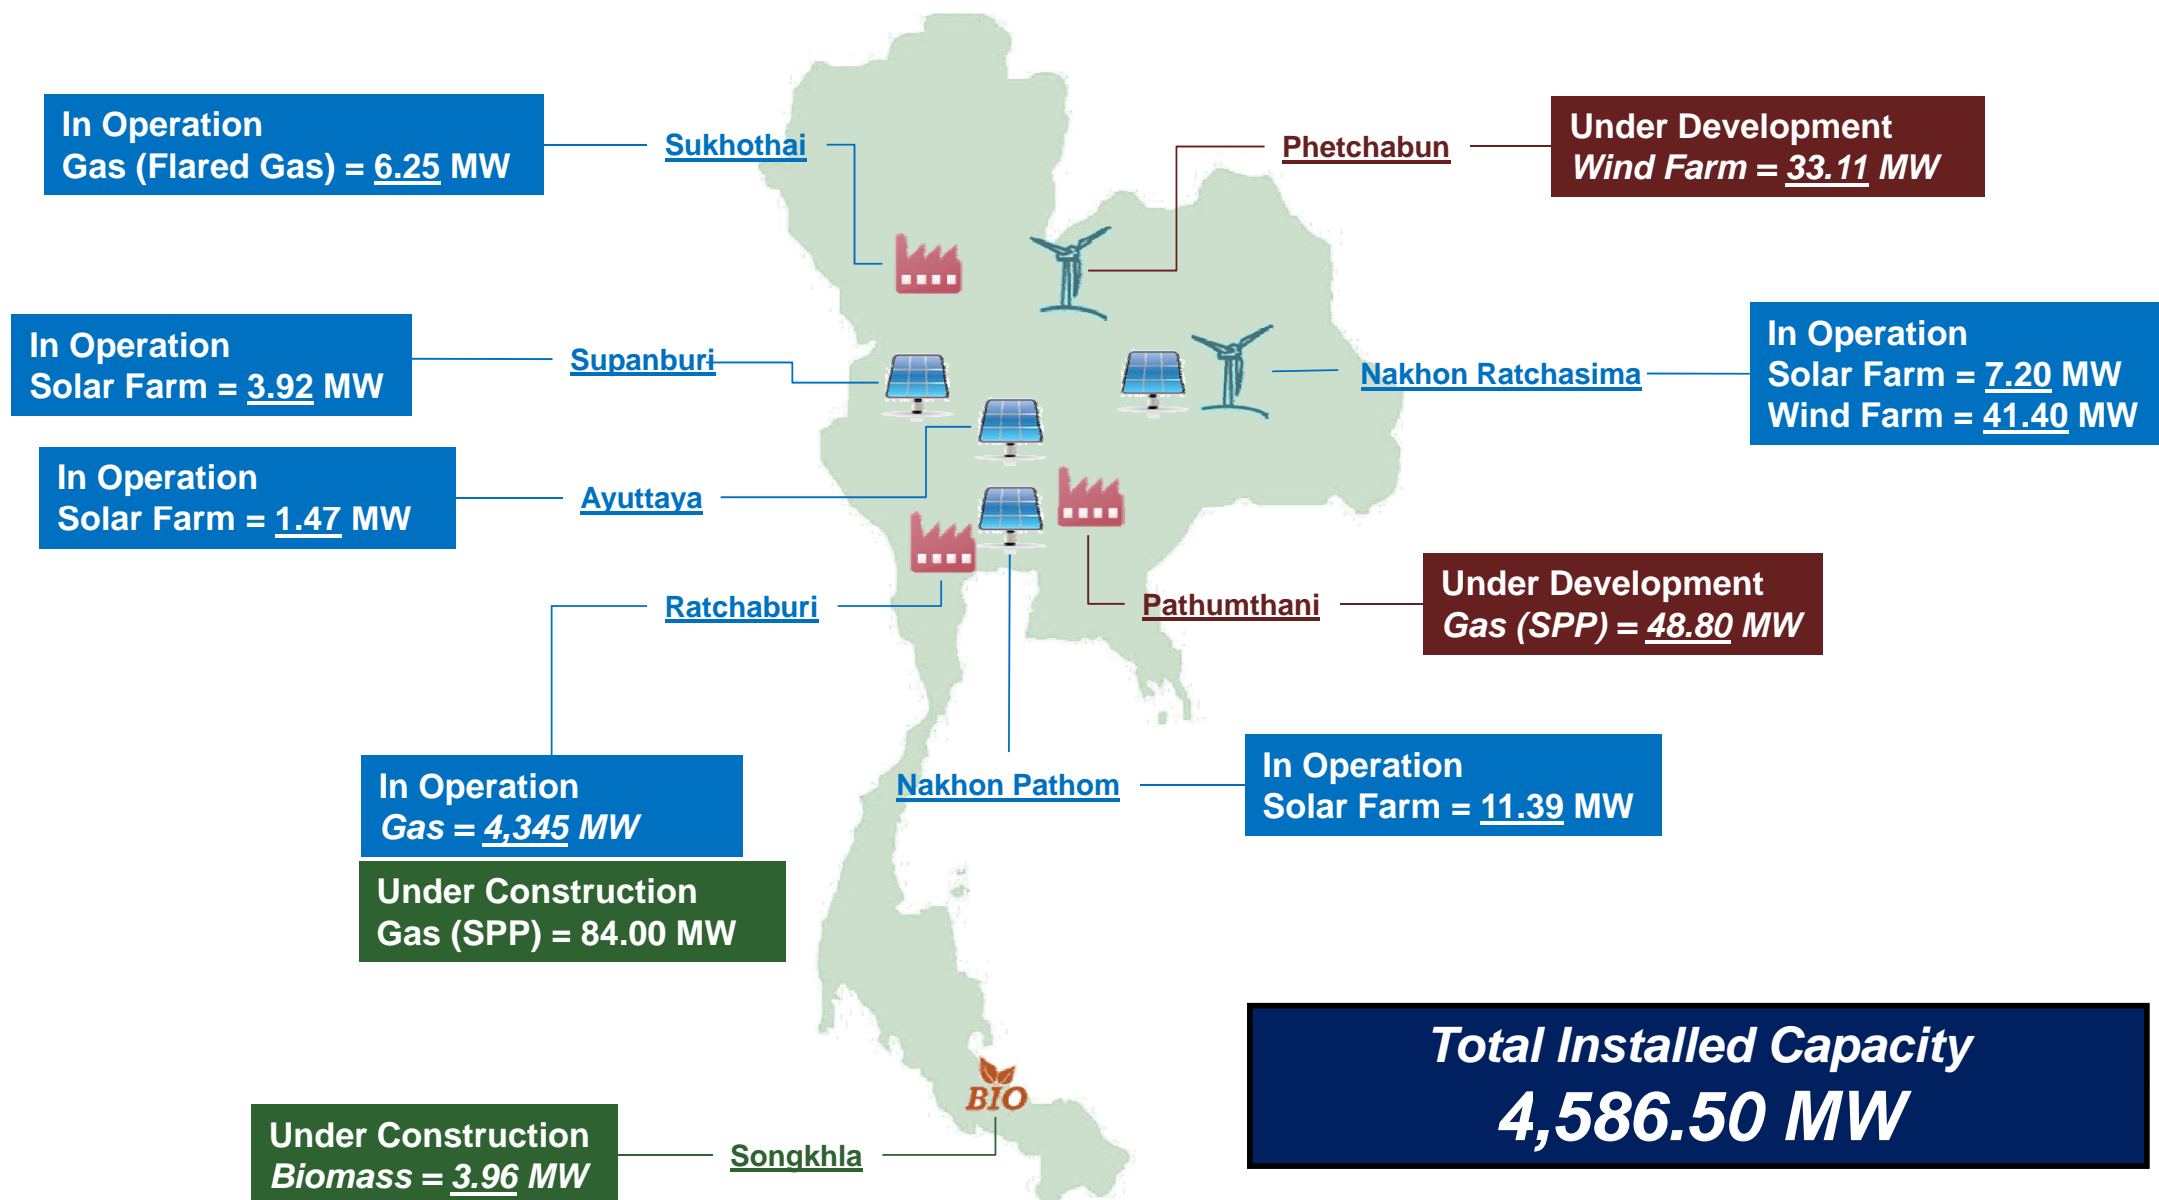 In Operation
Gas (Flared Gas) = 6.25 MW
Sukhothai
Phetchabun
Under Development
Wind Farm = 33.11 MW
In Operation
Solar Farm = 3.92 MW
Supanburi
Nakhon Ratchasima
In Operation
Solar Farm = 7.20 MW
Wind Farm = 41.40 MW
In Operation
Solar Farm = 1.47 MW
Ayuttaya
Ratchaburi
Pathumthani
Under Development
Gas (SPP) = 48.80 MW
In Operation
Gas = 4,345 MW
Under Construction
Gas (SPP) = 84.00 MW
Nakhon Pathom
In Operation
Solar Farm = 11.39 MW
BIO
Under Construction
Biomass = 3.96 MW
Songkhla
Total Installed Capacity
4,586.50 MW